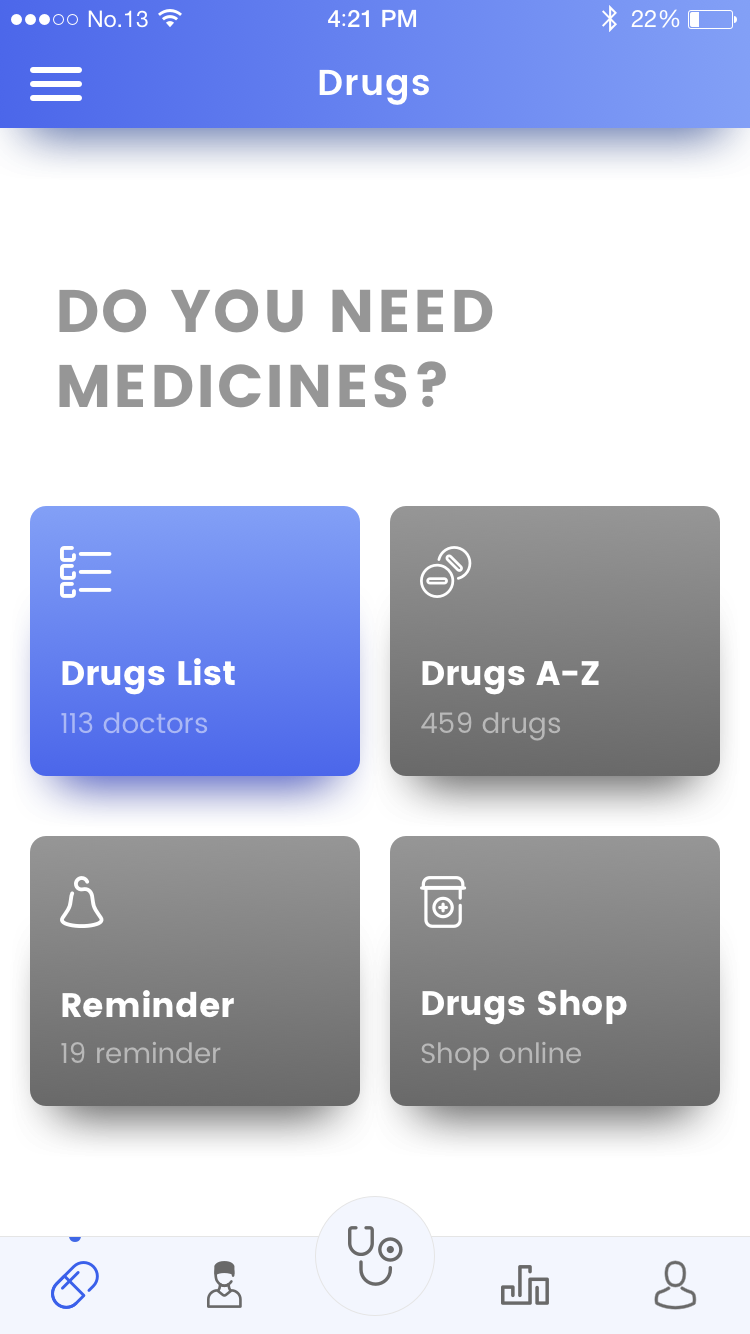 No.13 4:21 PM 22%
Drugs
DO YOU NEED
MEDICINES?
Drugs List
113 doctors
Drugs A-Z
459 drugs
Reminder
19 reminder
Drugs Shop
Shop online